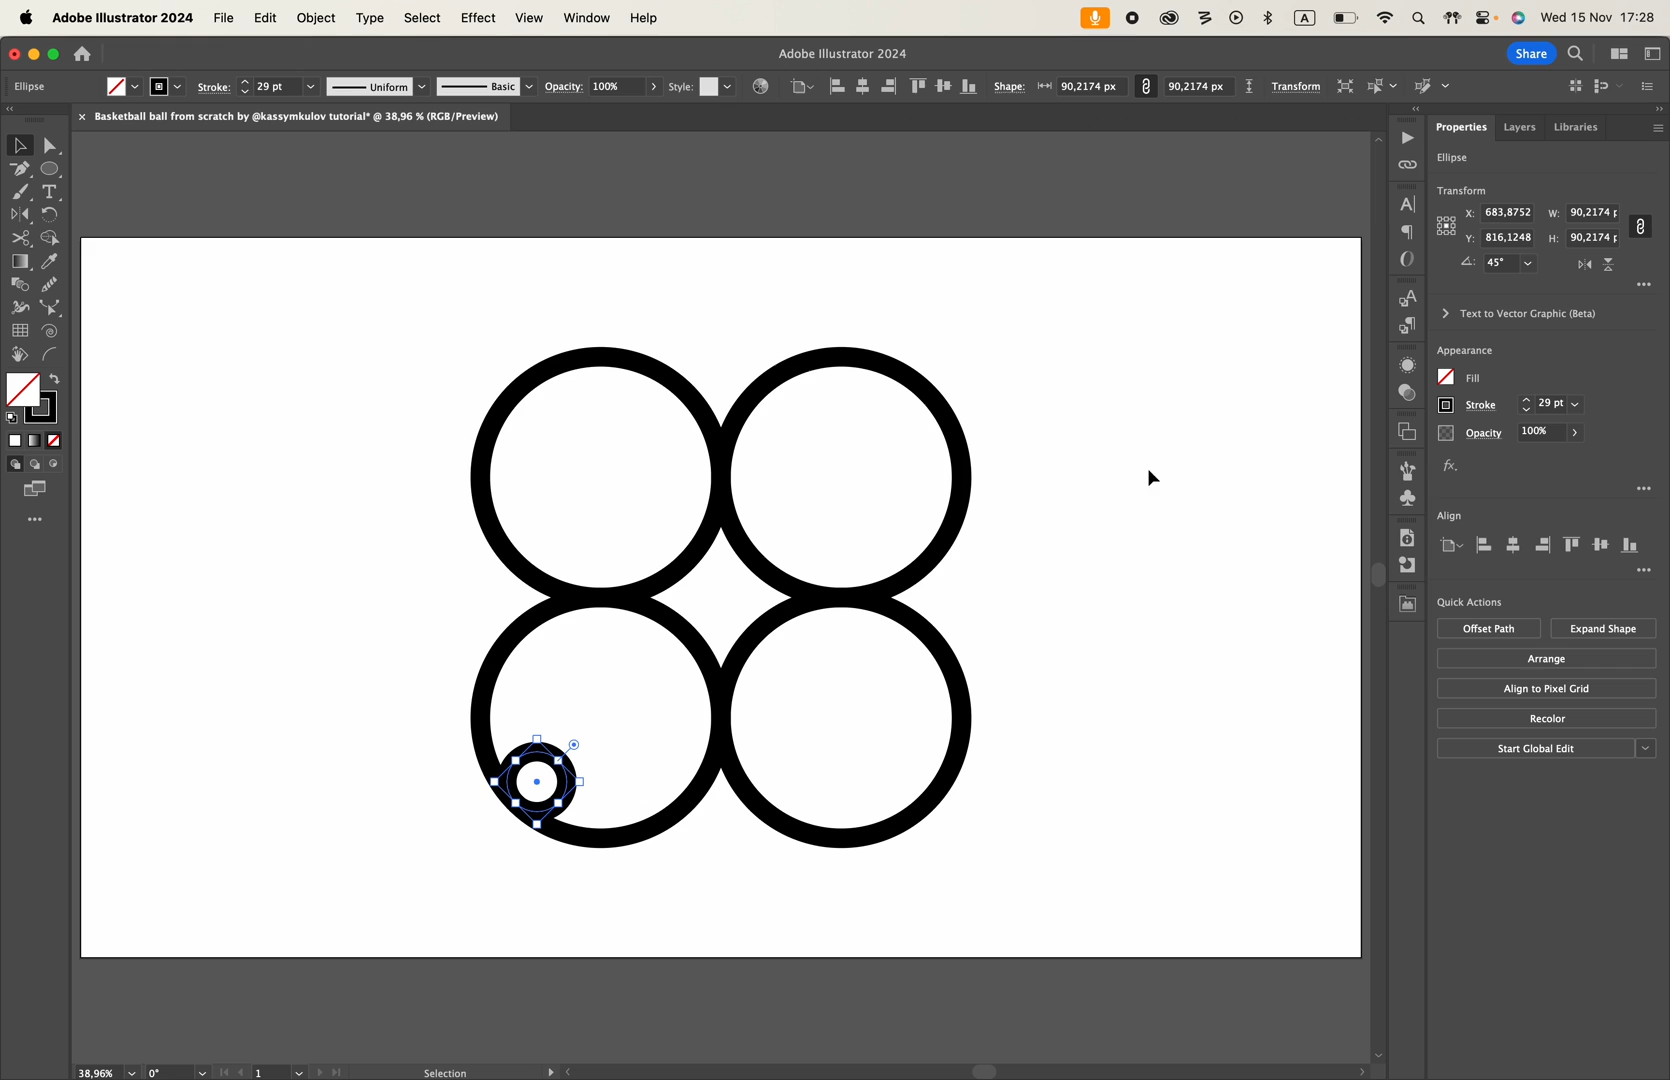 Adobe Illustrator 2024 File Edit Object Type Select Effect View Window Help A Wed 15 Nov 17:28
Adobe Illustrator 2024 Share
Ellipse Stroke: 29 pt Uniform Basic Opacity: 100% Style: Shape: 90,2174 px 90,2174 px Transform
× Basketball ball from scratch by @kassymkulov tutorial* @ 38,96 % (RGB/Preview)
Properties Layers Libraries
Ellipse
Transform
X: 683,8752 W: 90,2174 p
Y: 816,1248 H: 90,2174 p
45°
Text to Vector Graphic (Beta)
Appearance
Fill
Stroke 29 pt
Opacity 100%
fx.
Align
Quick Actions
Offset Path Expand Shape
Arrange
Align to Pixel Grid
Recolor
Start Global Edit
38,96% 0° 1 Selection